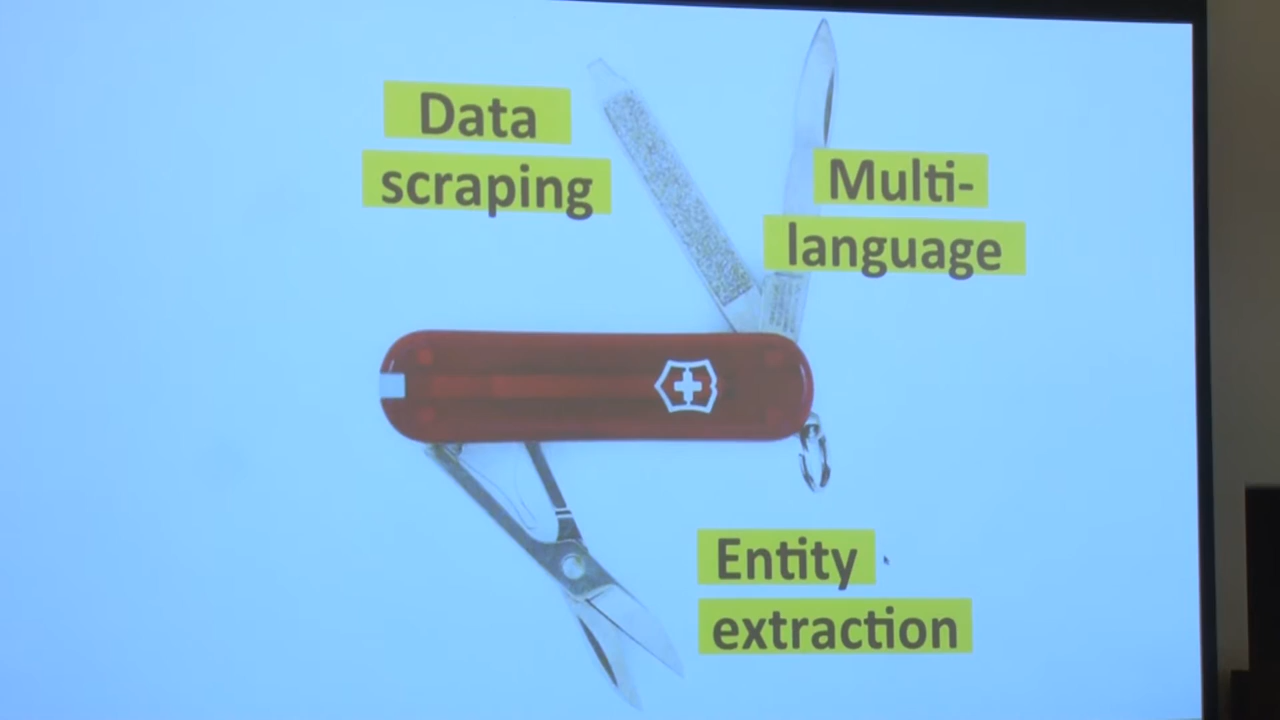 Data
scraping
Multi-
language
Entity
extraction